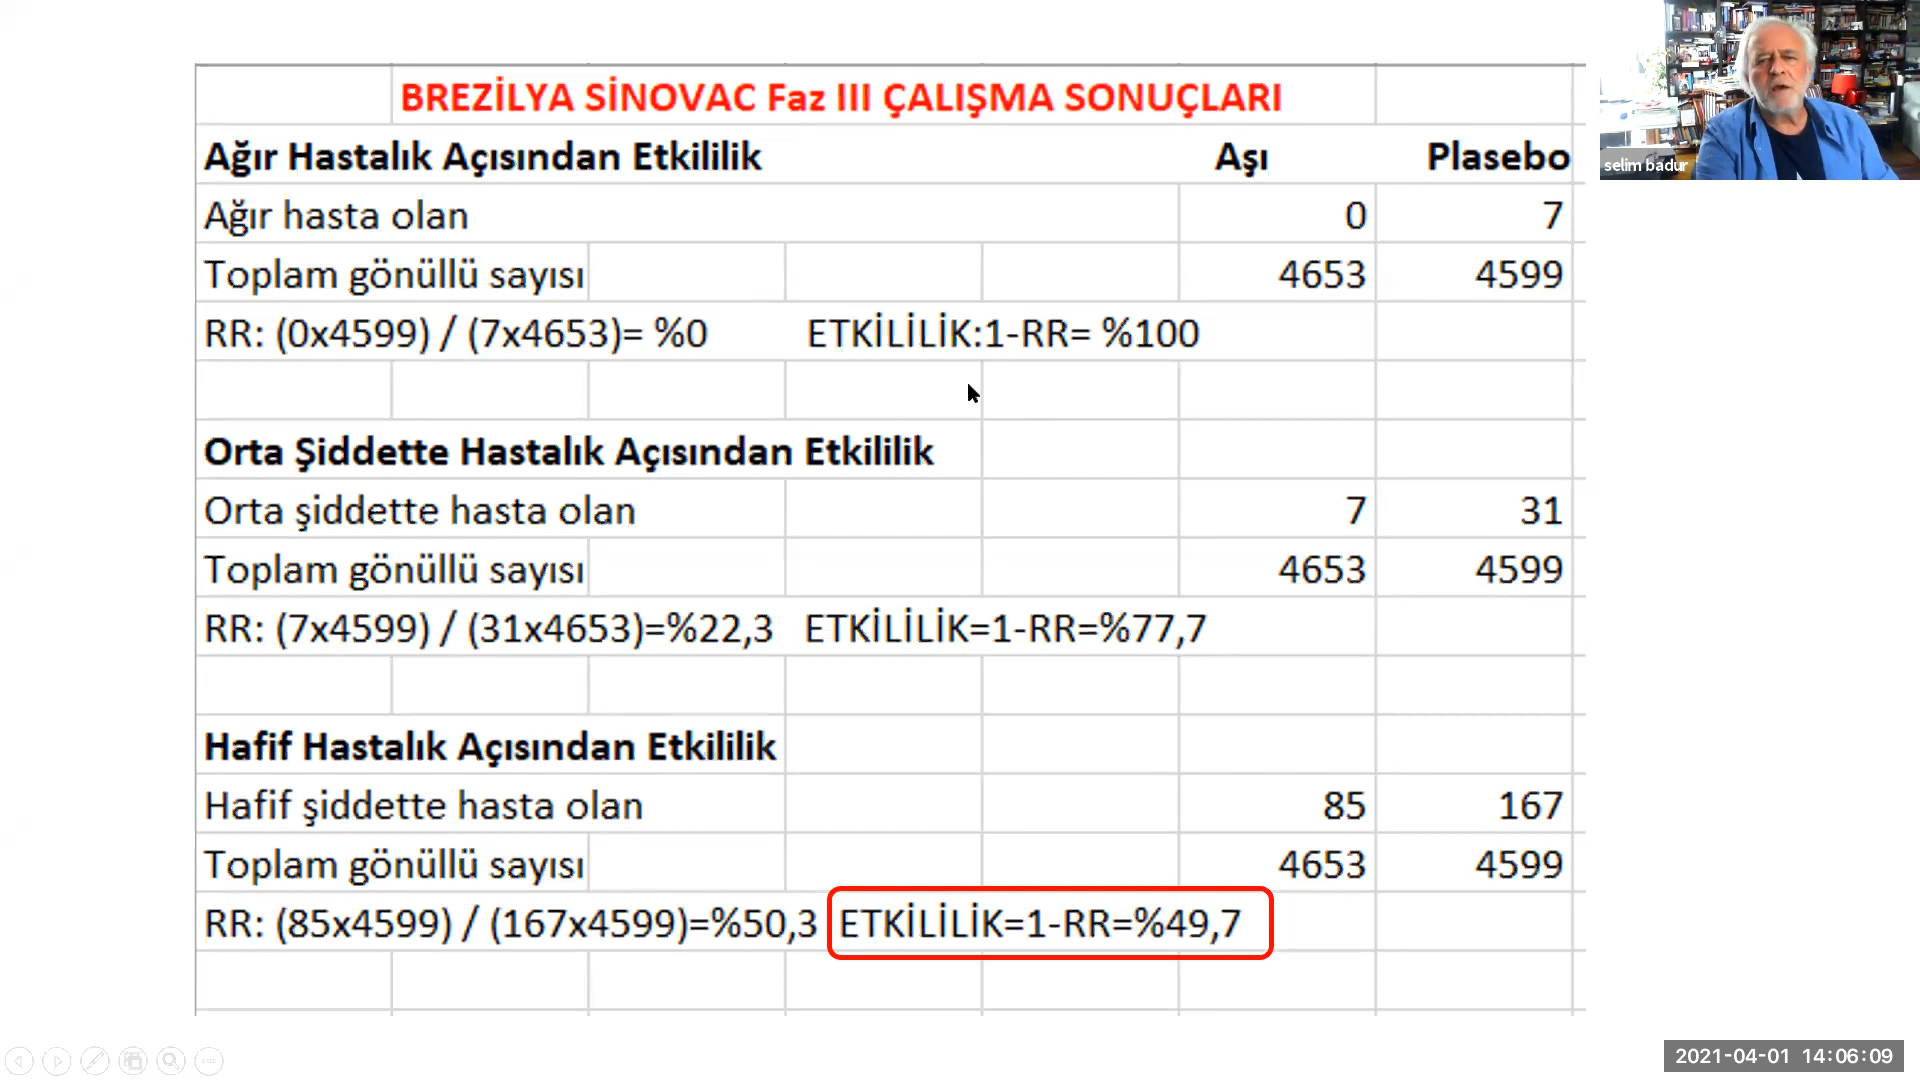 BREZİLYA SİNOVAC Faz III ÇALIŞMA SONUÇLARI
Ağır Hastalık Açısından Etkililik Aşı Plasebo
Ağır hasta olan 0 7
Toplam gönüllü sayısı 4653 4599
RR: (0x4599) / (7x4653)= %0 ETKİLİLİK:1-RR= %100
Orta Şiddette Hastalık Açısından Etkililik
Orta şiddette hasta olan 7 31
Toplam gönüllü sayısı 4653 4599
RR: (7x4599) / (31x4653)=%22,3 ETKİLİLİK=1-RR=%77,7
Hafif Hastalık Açısından Etkililik
Hafif şiddette hasta olan 85 167
Toplam gönüllü sayısı 4653 4599
RR: (85x4599) / (167x4599)=%50,3 ETKİLİLİK=1-RR=%49,7
selim badur
2021-04-01 14:06:09